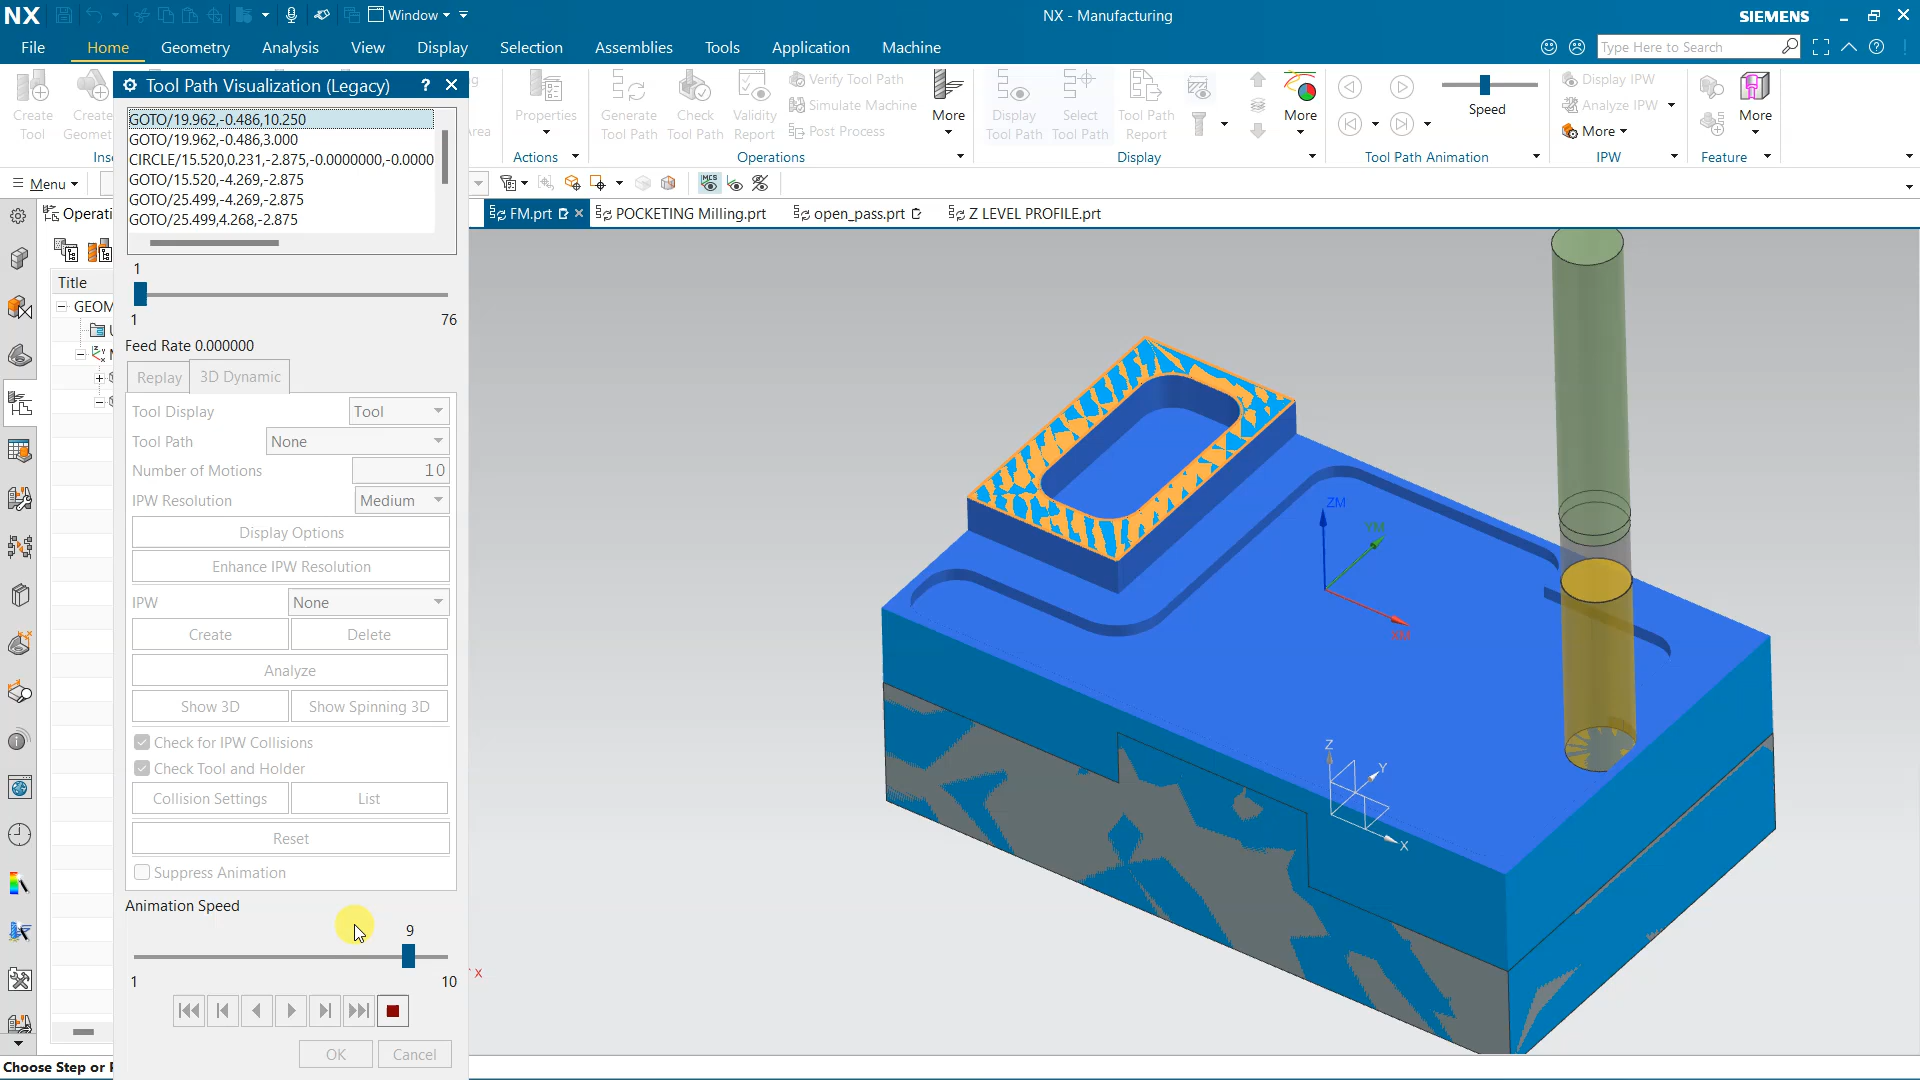 NX
Window
NX - Manufacturing
SIEMENS
File
Home
Geometry
Analysis
View
Display
Selection
Assemblies
Tools
Application
Machine
Type Here to Search
Tool Path Visualization (Legacy)
?
Create
Tool
Create
Properties
Actions
Generate
Tool Path
Check
Tool Path
Validity
Report
Verify Tool Path
Simulate Machine
Post Process
More
Operations
Display
Tool Path
Select
Tool Path
Tool Path
Report
More
Display
Speed
Tool Path Animation
Display IPW
Analyze IPW
More
IPW
More
Feature
Menu
MCS
FM.prt
POCKETING Milling.prt
open_pass.prt
Z LEVEL PROFILE.prt
Title
GOTO/19.962,-0.486,10.250
GOTO/19.962,-0.486,3.000
CIRCLE/15.520,0.231,-2.875,-0.0000000,-0.0000
GOTO/15.520,-4.269,-2.875
GOTO/25.499,-4.269,-2.875
GOTO/25.499,4.268,-2.875
1
1
76
Feed Rate 0.000000
Replay
3D Dynamic
Tool Display
Tool
Tool Path
None
Number of Motions
10
IPW Resolution
Medium
Display Options
Enhance IPW Resolution
IPW
None
Create
Delete
Analyze
Show 3D
Show Spinning 3D
Check for IPW Collisions
Check Tool and Holder
Collision Settings
List
Reset
Suppress Animation
Animation Speed
9
1
10
OK
Cancel
ZM
YM
XM
Z
Y
X
X